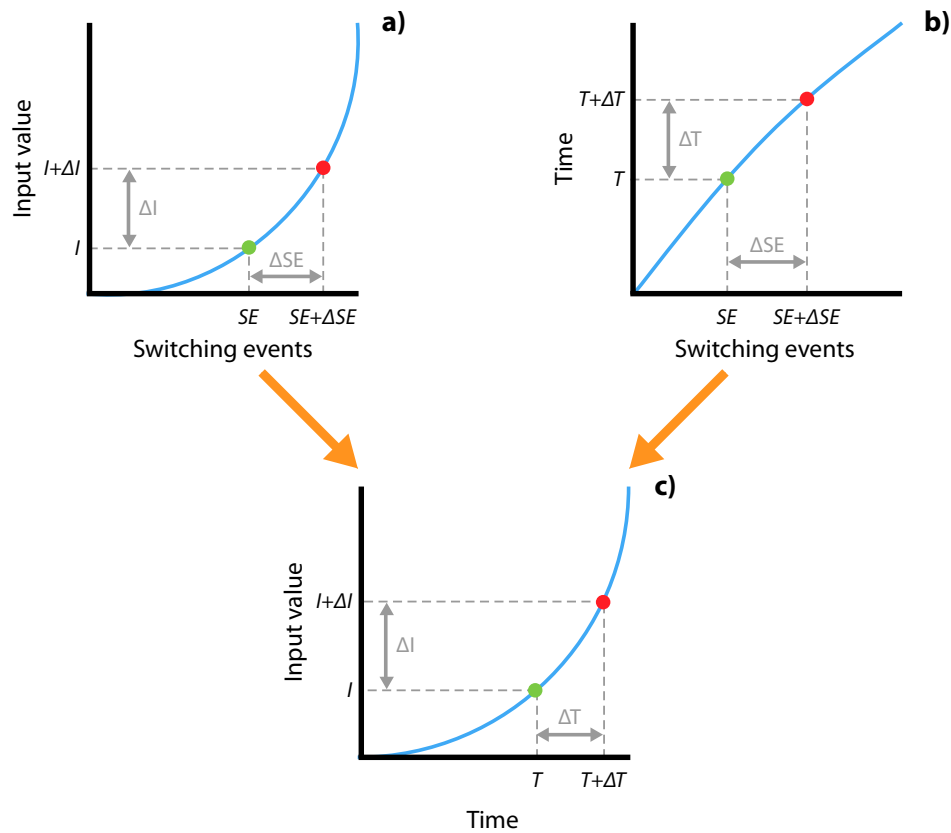 a)
Input value
I+ΔI
ΔI
I
ΔSE
SE
SE+ΔSE
Switching events
b)
Time
T+ΔT
ΔT
T
ΔSE
SE
SE+ΔSE
Switching events
c)
Input value
I+ΔI
ΔI
I
ΔT
T
T+ΔT
Time